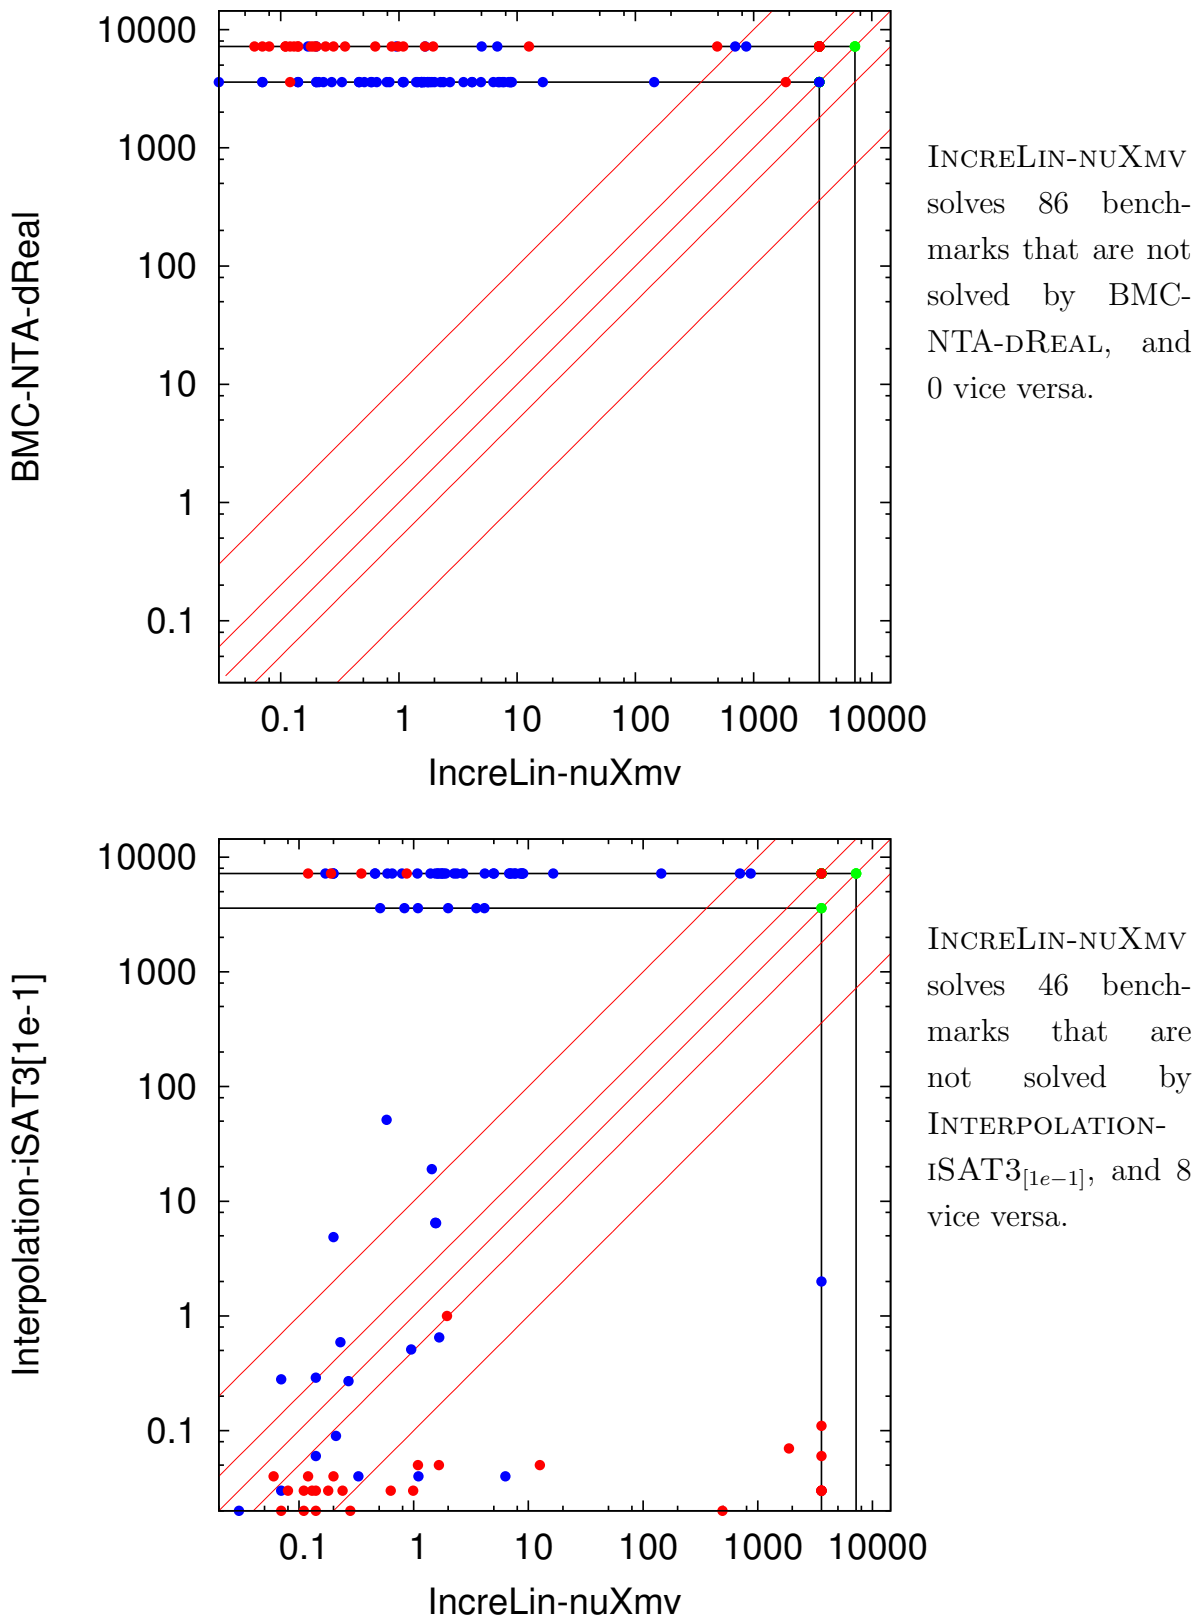 10000
1000
100
10
1
0.1
BMC-NTA-dReal
0.1 1 10 100 1000 10000
IncreLin-nuXmv
INCRELIN-NUXMV
solves 86 bench-
marks that are not
solved by BMC-
NTA-DREAL, and
0 vice versa.
10000
1000
100
10
1
0.1
Interpolation-iSAT3[1e-1]
0.1 1 10 100 1000 10000
IncreLin-nuXmv
INCRELIN-NUXMV
solves 46 bench-
marks that are
not solved by
INTERPOLATION-
ISAT3[1e−1], and 8
vice versa.